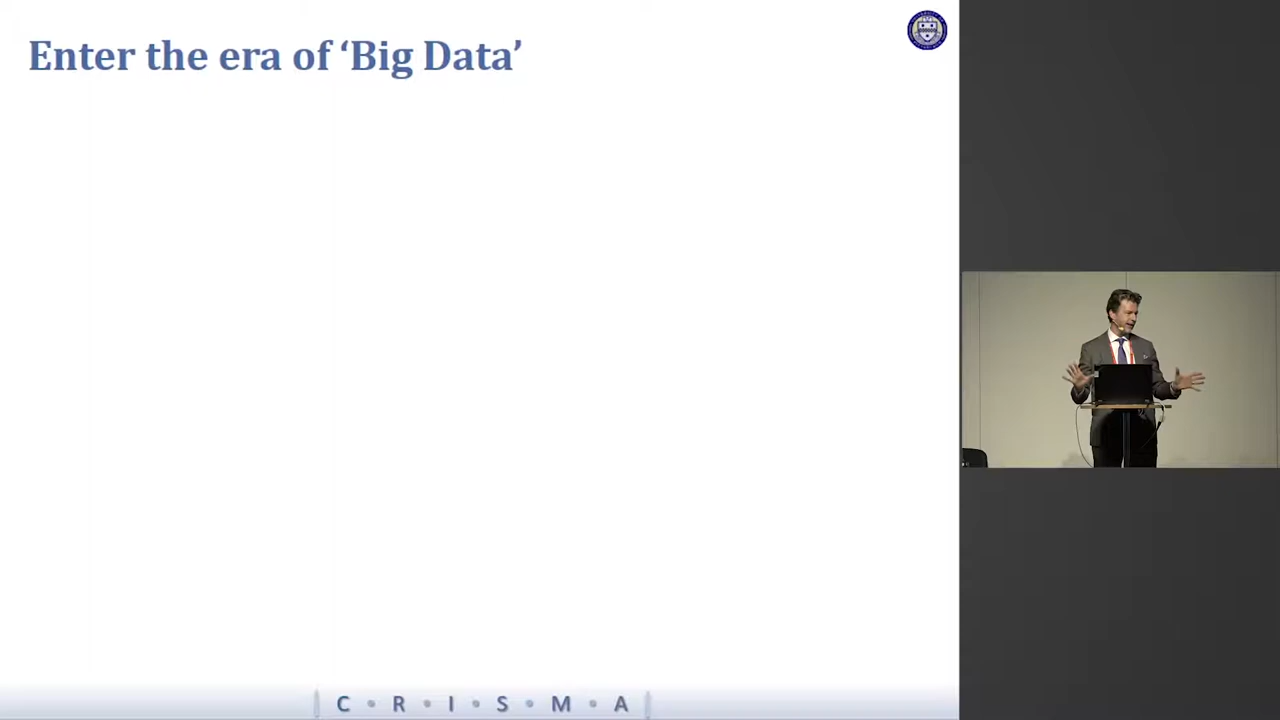 Enter the era of ‘Big Data’
C • R • I • S • M • A